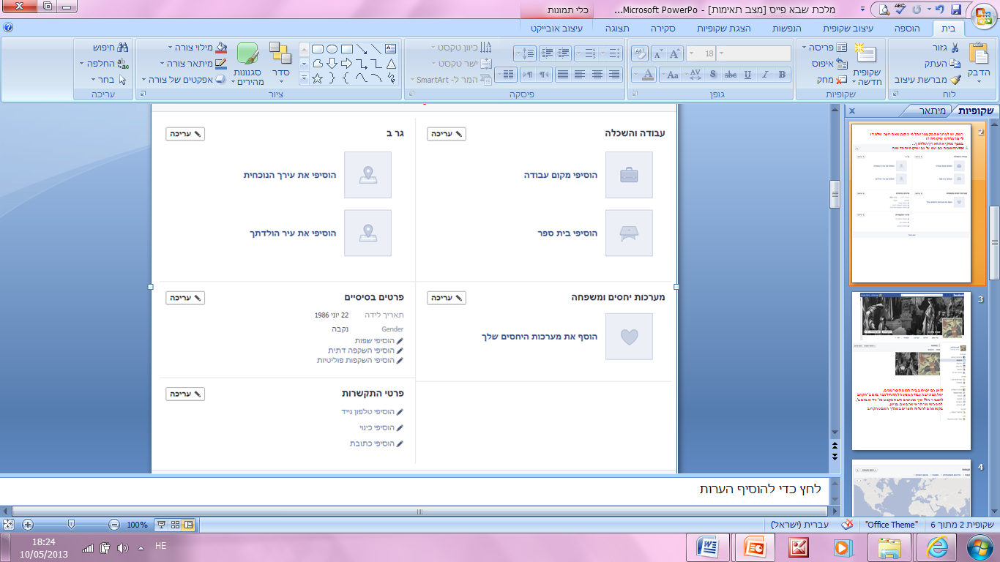 מלכת שבא פייס [מצב תאימות] - Microsoft PowerPo...
כלי תמונות
בית
הוספה
עיצוב שקופית
הנפשות
הצגת שקופיות
סקירה
תצוגה
עיצוב אובייקט
הדבק
גזור
העתק
מברשת עיצוב
לוח
שקופית חדשה
פריסה
איפוס
מחק
שקופיות
18
גופן
כיוון טקסט
ישר טקסט
המר ל- SmartArt
פיסקה
סדר
סגנונות מהירים
מילוי צורה
מיתאר צורה
אפקטים של צורה
ציור
חיפוש
החלפה
בחר
עריכה
שקופיות
מיתאר
2
3
4
עבודה והשכלה
עריכה
הוסיפי מקום עבודה
הוסיפי בית ספר
גר ב
עריכה
הוסיפי את עירך הנוכחית
הוסיפי את עיר הולדתך
מערכות יחסים ומשפחה
עריכה
הוסף את מערכות היחסים שלך
פרטים בסיסיים
עריכה
תאריך לידה 22 יוני 1986
Gender נקבה
הוסיפי שפות
הוסיפי השקפה דתית
הוסיפי השקפות פוליטיות
פרטי התקשרות
עריכה
הוסיפי טלפון נייד
הוסיפי כינוי
הוסיפי כתובת
לחץ כדי להוסיף הערות
שקופית 2 מתוך 6
"Office Theme"
עברית (ישראל)
100%
HE
18:24
10/05/2013